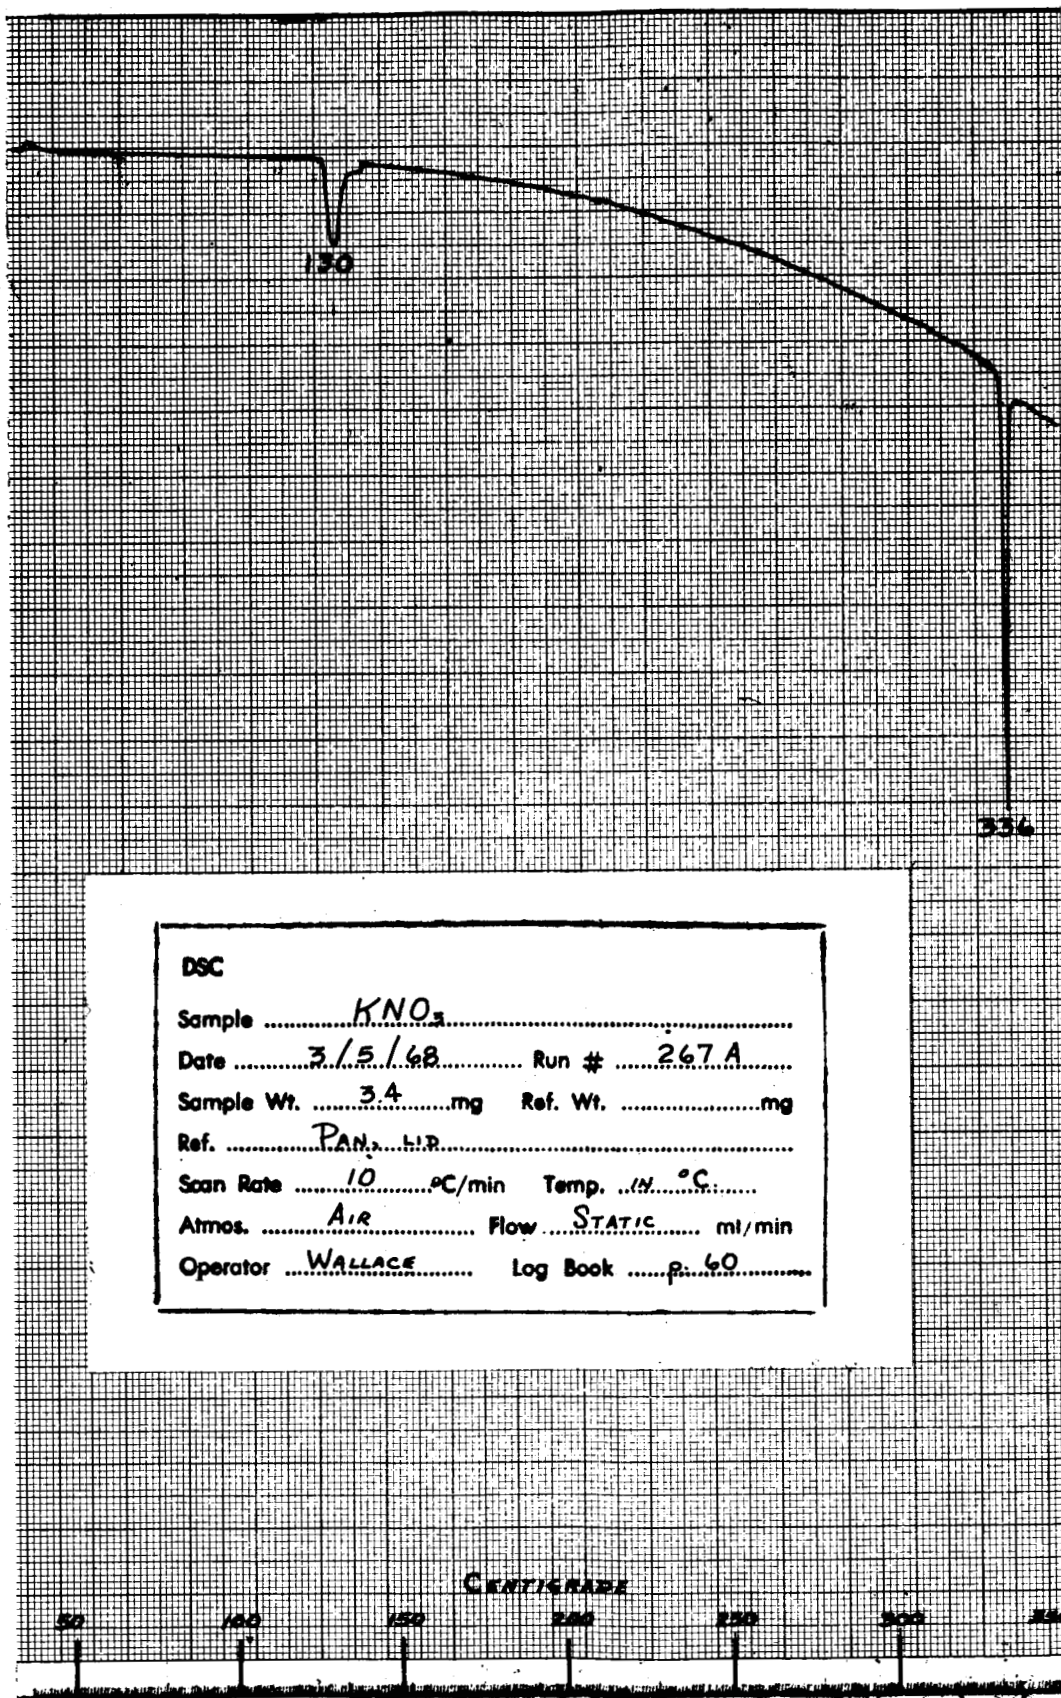 130
336
DSC
Sample KNO₃
Date 3/5/68 Run # 267 A
Sample Wt. 3.4 mg Ref. Wt. mg
Ref. PAN, LID
Scan Rate 10 °C/min Temp. IN °C.
Atmos. AIR Flow STATIC ml/min
Operator WALLACE Log Book p. 60
CENTIGRADE
50 100 150 200 250 300